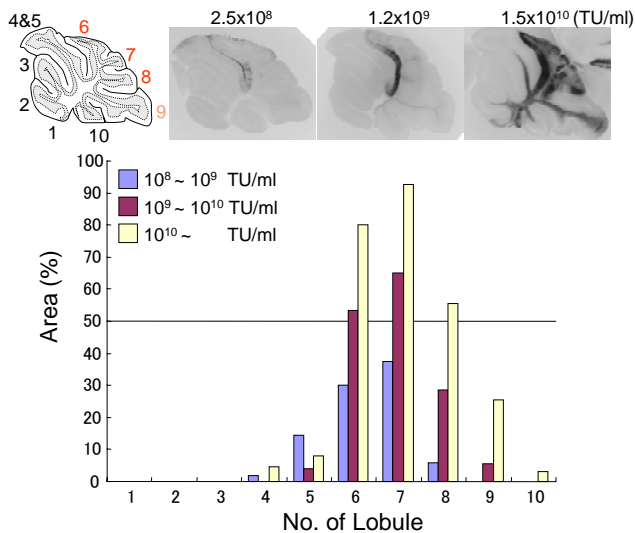 4&5 6 2.5x10⁸ 1.2x10⁹ 1.5x10¹⁰ (TU/ml)
7
3 8
2 9
1 10
100
90
80
70
60
50
40
30
20
10
0
Area (%)
10⁸ ~ 10⁹ TU/ml
10⁹ ~ 10¹⁰ TU/ml
10¹⁰ ~ TU/ml
1 2 3 4 5 6 7 8 9 10
No. of Lobule